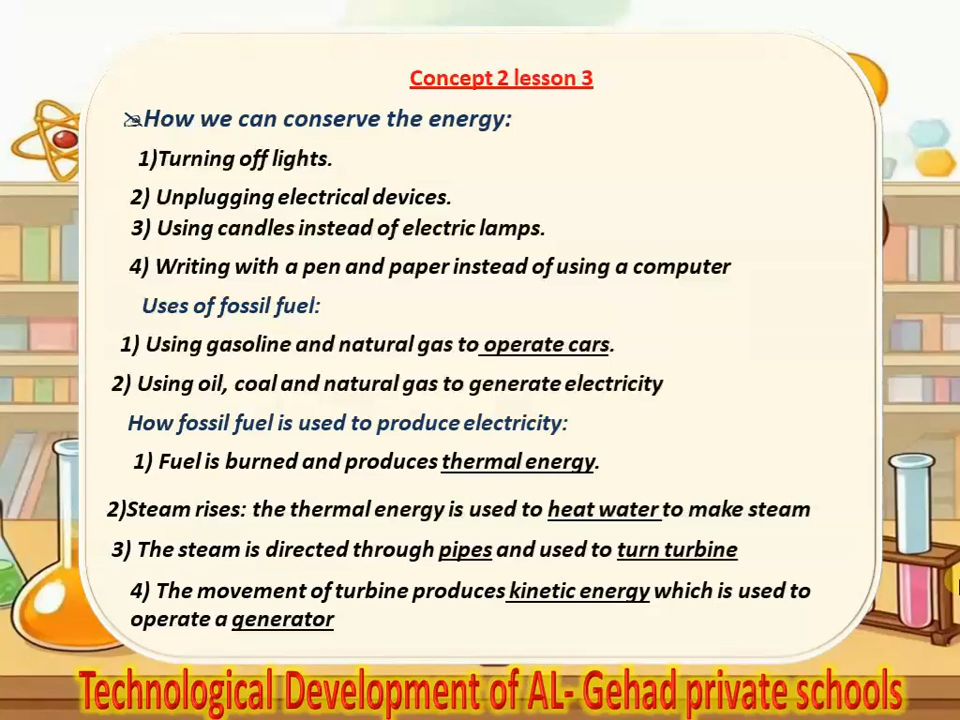 Concept 2 lesson 3
How we can conserve the energy:
1)Turning off lights.
2) Unplugging electrical devices.
3) Using candles instead of electric lamps.
4) Writing with a pen and paper instead of using a computer
Uses of fossil fuel:
1) Using gasoline and natural gas to operate cars.
2) Using oil, coal and natural gas to generate electricity
How fossil fuel is used to produce electricity:
1) Fuel is burned and produces thermal energy.
2)Steam rises: the thermal energy is used to heat water to make steam
3) The steam is directed through pipes and used to turn turbine
4) The movement of turbine produces kinetic energy which is used to
operate a generator
Technological Development of AL- Gehad private schools